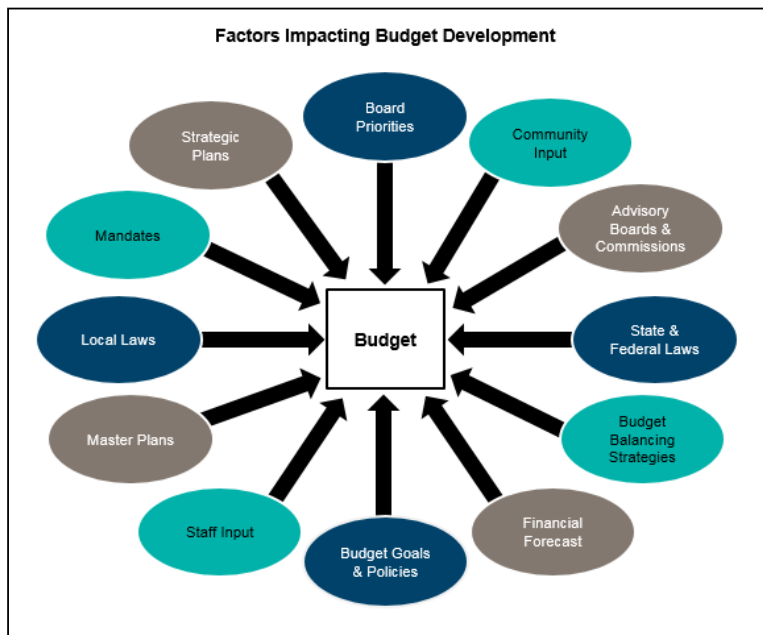 Factors Impacting Budget Development
Board
Priorities
Community
Input
Advisory
Boards &
Commissions
State &
Federal Laws
Budget
Balancing
Strategies
Financial
Forecast
Budget Goals
& Policies
Staff Input
Master Plans
Local Laws
Mandates
Strategic
Plans
Budget